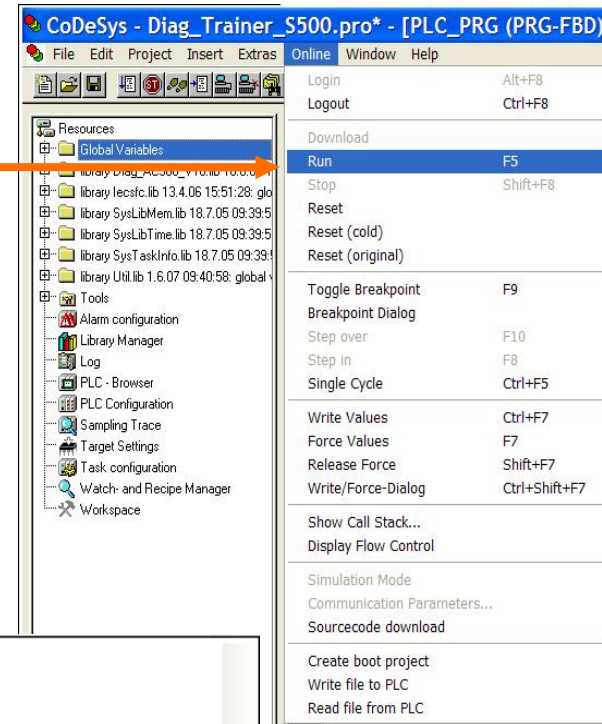 CoDeSys - Diag_Trainer_S500.pro* - [PLC_PRG (PRG-FBD)
File Edit Project Insert Extras Online Window Help
Resources
Global Variables
library Diag_AC500_V10.lib
library Iecsfc.lib 13.4.06 15:51:28: glo
library SysLibMem.lib 18.7.05 09:39:5
library SysLibTime.lib 18.7.05 09:39:5
library SysTaskInfo.lib 18.7.05 09:39:
library Util.lib 1.6.07 09:40:58: global v
Tools
Alarm configuration
Library Manager
Log
PLC - Browser
PLC Configuration
Sampling Trace
Target Settings
Task configuration
Watch- and Recipe Manager
Workspace
Login Alt+F8
Logout Ctrl+F8
Download
Run F5
Stop Shift+F8
Reset
Reset (cold)
Reset (original)
Toggle Breakpoint F9
Breakpoint Dialog
Step over F10
Step in F8
Single Cycle Ctrl+F5
Write Values Ctrl+F7
Force Values F7
Release Force Shift+F7
Write/Force-Dialog Ctrl+Shift+F7
Show Call Stack...
Display Flow Control
Simulation Mode
Communication Parameters...
Sourcecode download
Create boot project
Write file to PLC
Read file from PLC